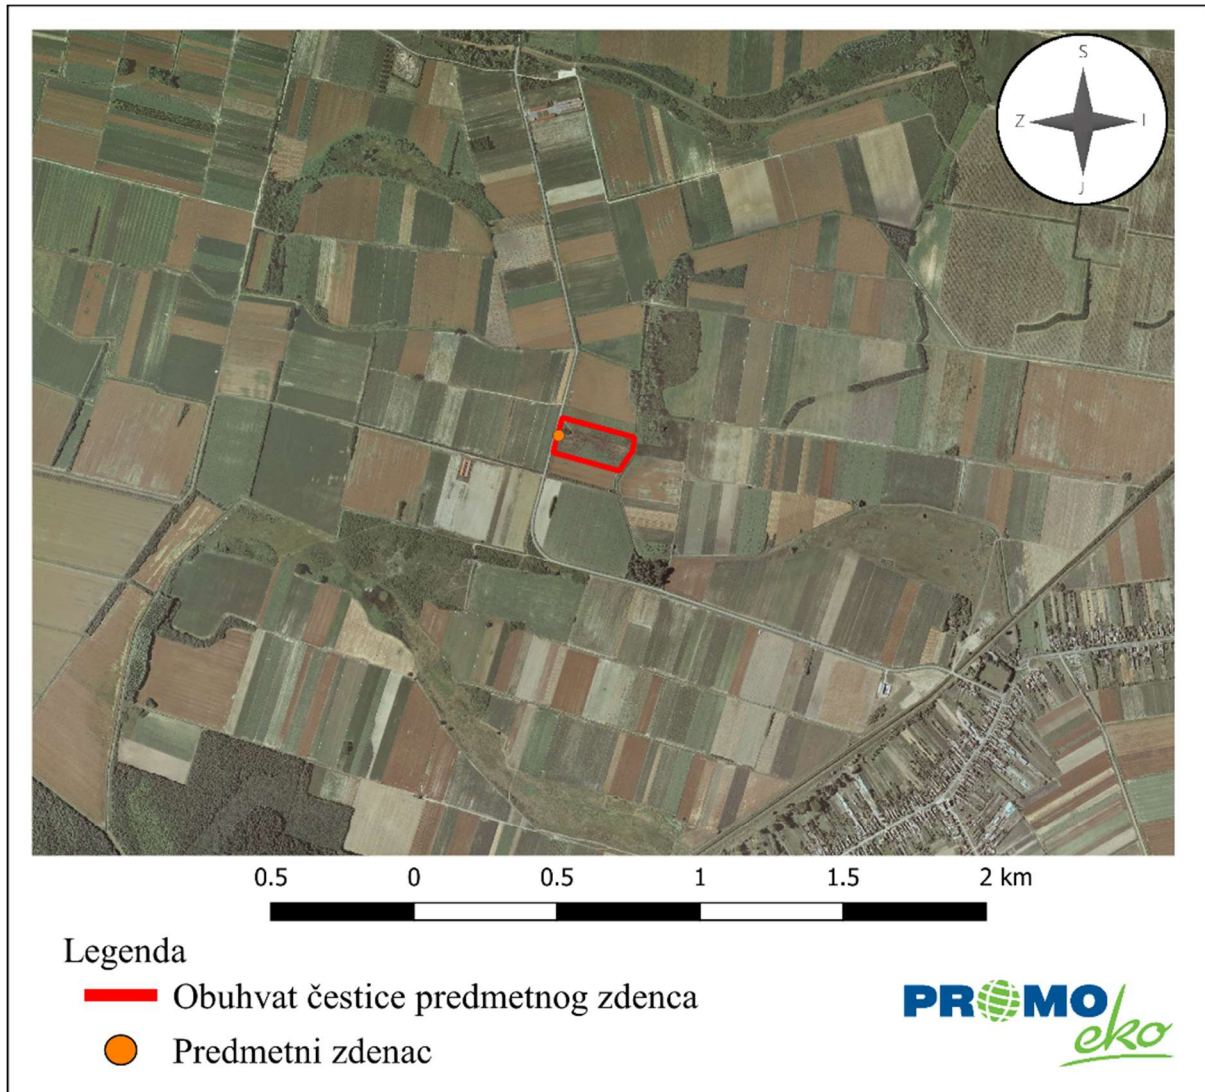 S
Z I
J
0.5 0 0.5 1 1.5 2 km
Legenda
Obuhvat čestice predmetnog zdenca
Predmetni zdenac
PROMO
eko